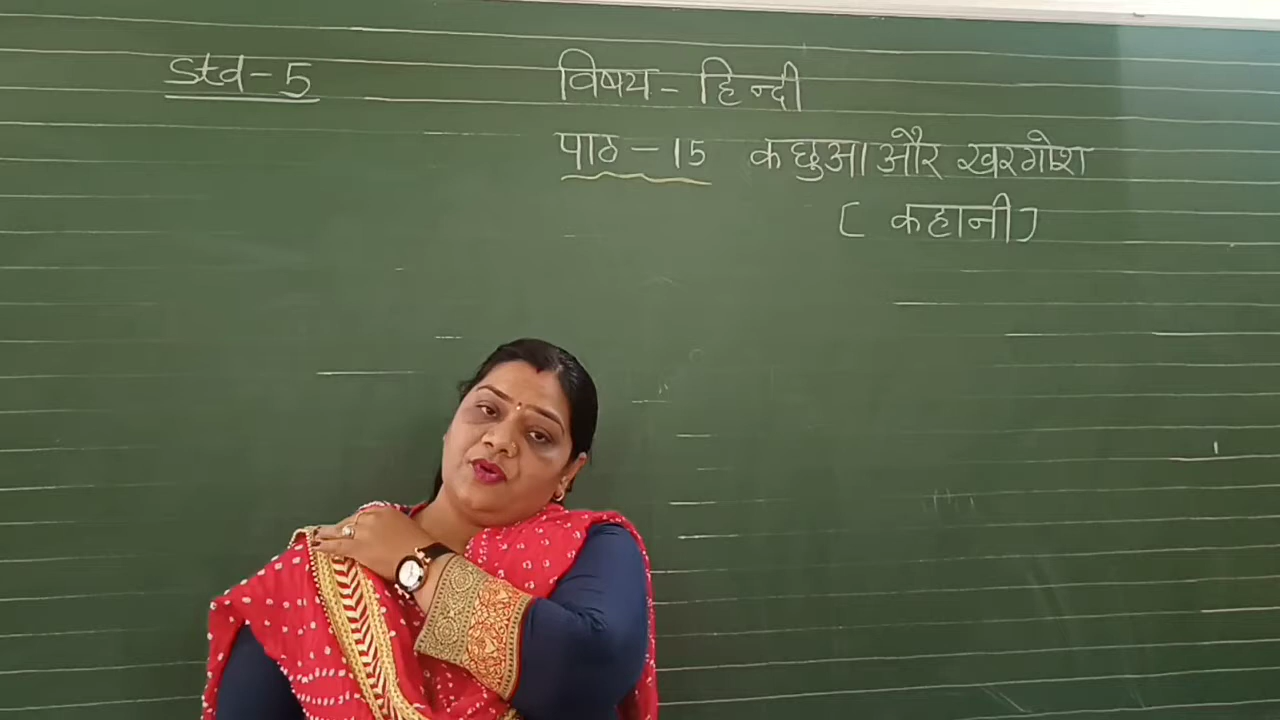 Std-5 विषय- हिन्दी
पाठ-15 कछुआ और खरगोश
[ कहानी ]